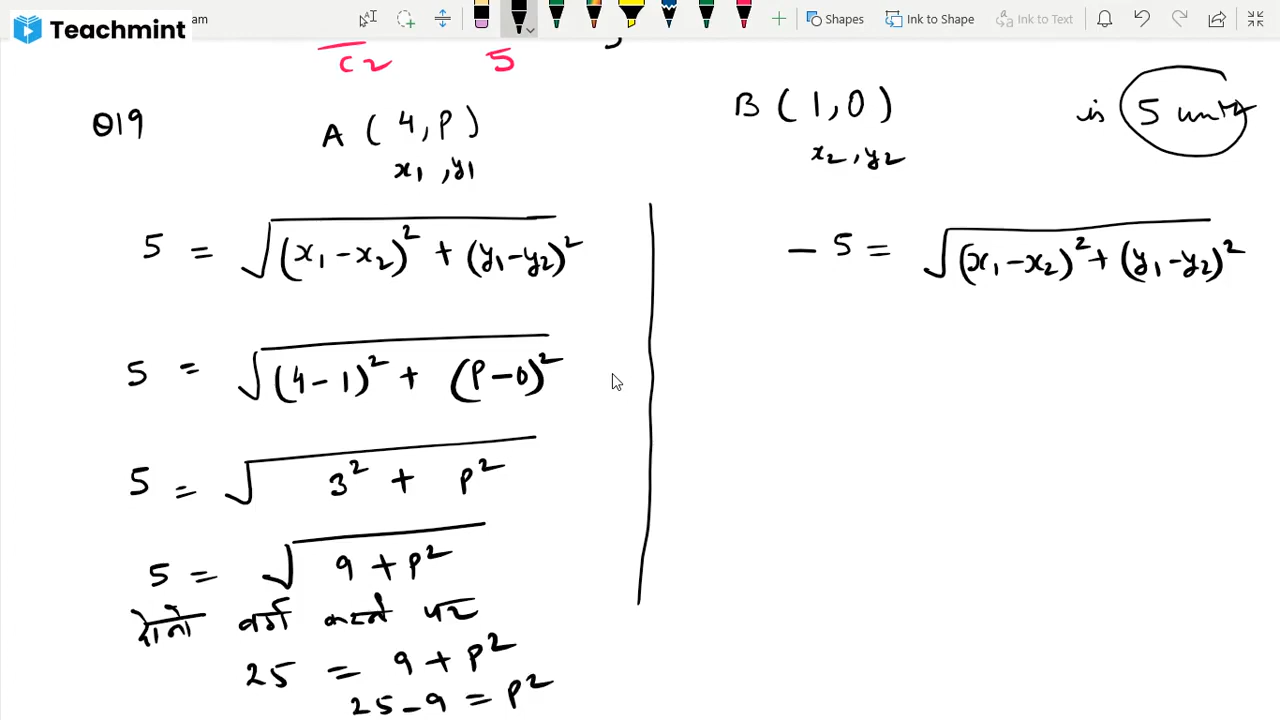 am
Shapes
Ink to Shape
Ink to Text
Teachmint
c2 5
Q19 A ( 4, P ) B ( 1, 0 ) is 5 units
x1 , y1 x2 , y2
5 = √(x1-x2)² + (y1-y2)²
- 5 = √(x1-x2)² + (y1-y2)²
5 = √(4-1)² + (P-0)²
5 = √3² + P²
5 = √9 + P²
दोनो वर्ग करने पर
25 = 9 + P²
25-9 = P²